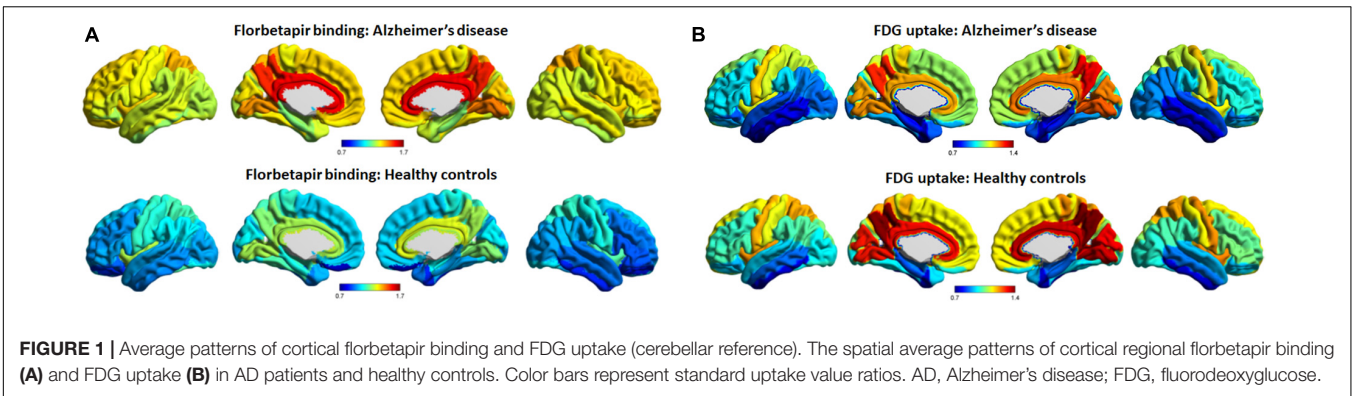 A
Florbetapir binding: Alzheimer's disease
0.7
1.7
Florbetapir binding: Healthy controls
0.7
1.7
B
FDG uptake: Alzheimer's disease
0.7
1.4
FDG uptake: Healthy controls
0.7
1.4
FIGURE 1 | Average patterns of cortical florbetapir binding and FDG uptake (cerebellar reference). The spatial average patterns of cortical regional florbetapir binding
(A) and FDG uptake (B) in AD patients and healthy controls. Color bars represent standard uptake value ratios. AD, Alzheimer's disease; FDG, fluorodeoxyglucose.